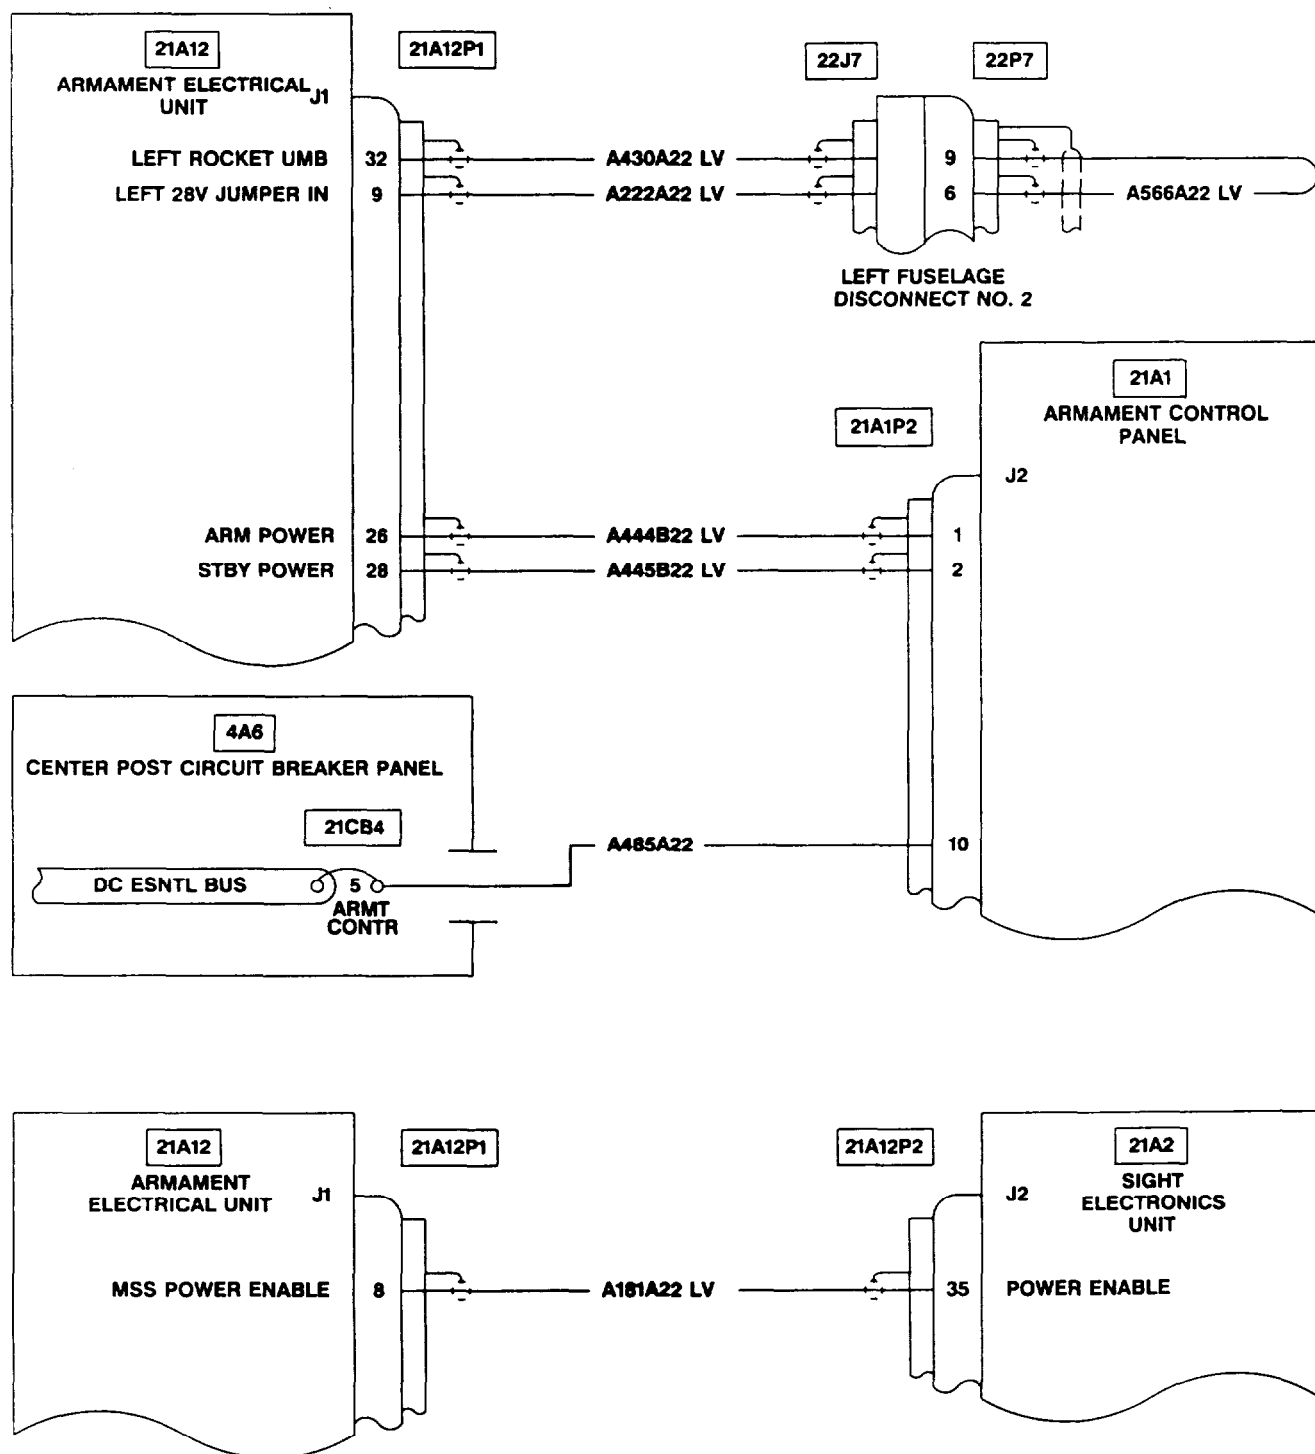 21A12
21A12P1
22J7
22P7
ARMAMENT ELECTRICAL
UNIT
J1
LEFT ROCKET UMB
32
A430A22 LV
9
LEFT 28V JUMPER IN
9
A222A22 LV
6
A566A22 LV
LEFT FUSELAGE
DISCONNECT NO. 2
21A1
ARMAMENT CONTROL
PANEL
21A1P2
J2
ARM POWER
26
A444B22 LV
1
STBY POWER
28
A445B22 LV
2
4A6
CENTER POST CIRCUIT BREAKER PANEL
21CB4
A485A22
10
DC ESNTL BUS
5
ARMT
CONTR
21A12
21A12P1
21A12P2
21A2
ARMAMENT
ELECTRICAL UNIT
J1
J2
SIGHT
ELECTRONICS
UNIT
MSS POWER ENABLE
8
A181A22 LV
35
POWER ENABLE